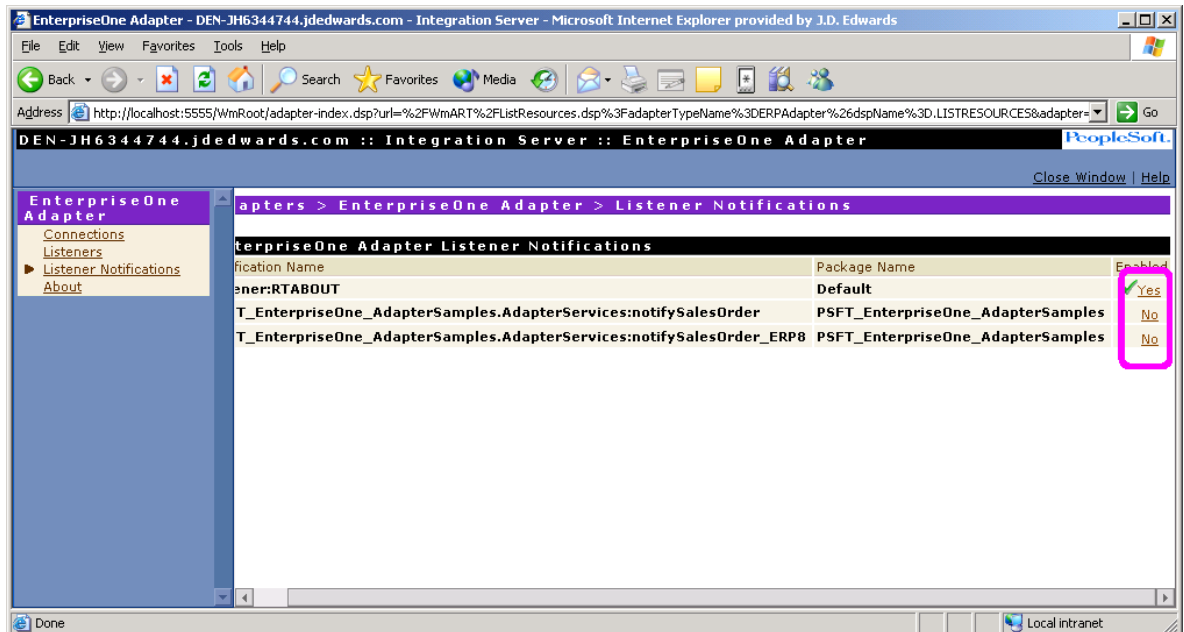 EnterpriseOne Adapter - DEN-JH6344744.jdedwards.com - Integration Server - Microsoft Internet Explorer provided by J.D. Edwards
File Edit View Favorites Tools Help
Back Search Favorites Media
Address http://localhost:5555/WmRoot/adapter-index.dsp?url=%2FWmART%2FListResources.dsp%3FadapterTypeName%3DERPAdapter%26dspName%3D.LISTRESOURCES&adapter= Go
DEN-JH6344744.jdedwards.com :: Integration Server :: EnterpriseOne Adapter PeopleSoft.
Close Window | Help
EnterpriseOne Adapter
Connections
Listeners
Listener Notifications
About
apters > EnterpriseOne Adapter > Listener Notifications
terpriseOne Adapter Listener Notifications
fication Name Package Name Enabled
ener:RTABOUT Default Yes
T_EnterpriseOne_AdapterSamples.AdapterServices:notifySalesOrder PSFT_EnterpriseOne_AdapterSamples No
T_EnterpriseOne_AdapterSamples.AdapterServices:notifySalesOrder_ERP8 PSFT_EnterpriseOne_AdapterSamples No
Done Local intranet